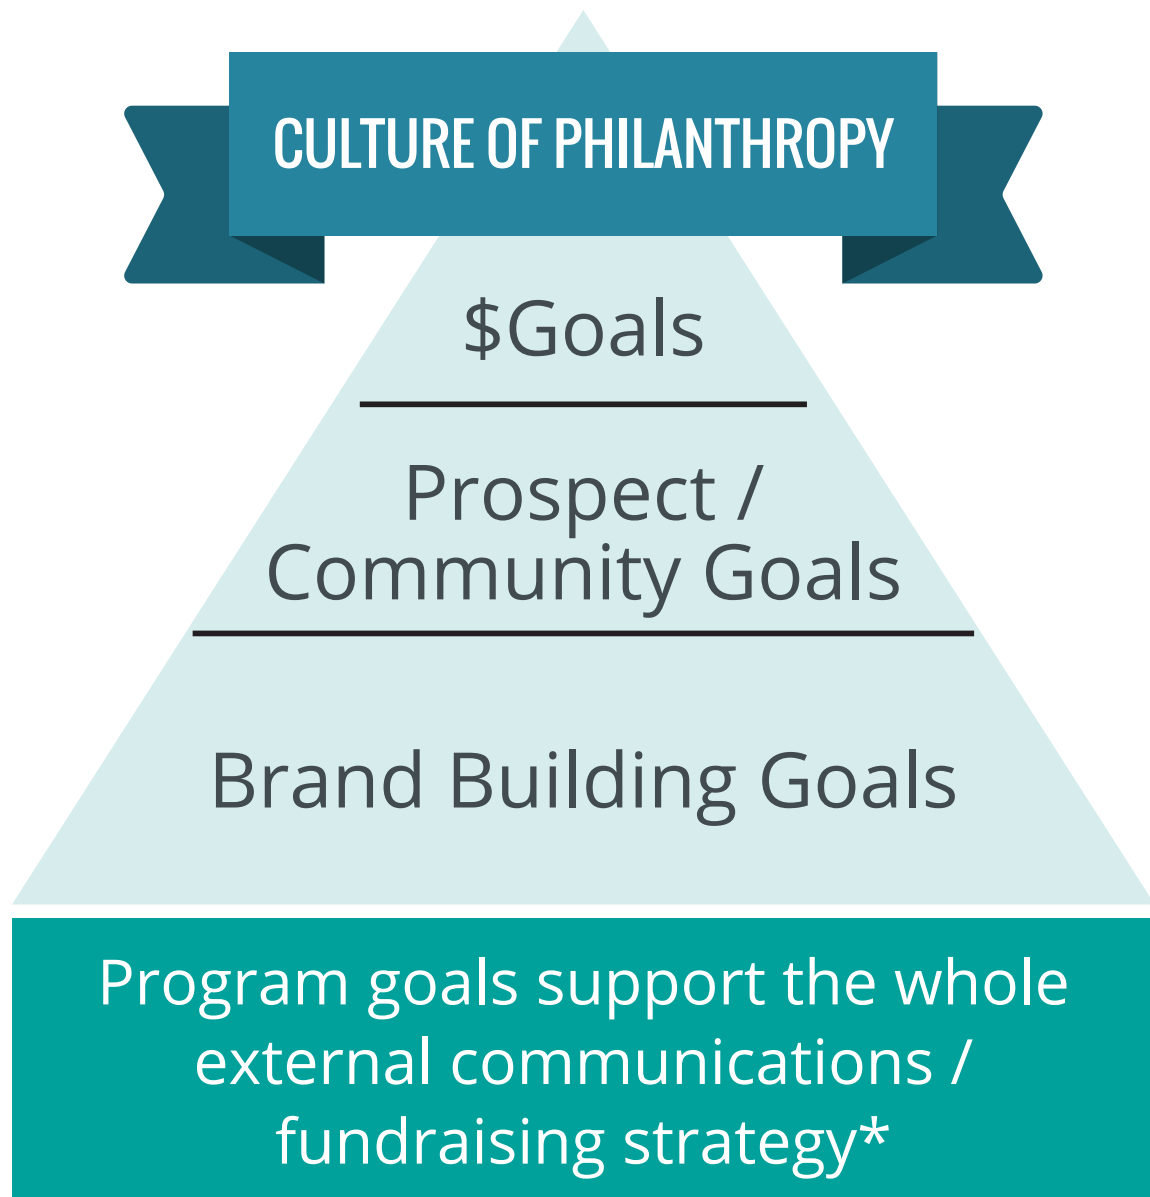 CULTURE OF PHILANTHROPY
$Goals
Prospect /
Community Goals
Brand Building Goals
Program goals support the whole
external communications /
fundraising strategy*